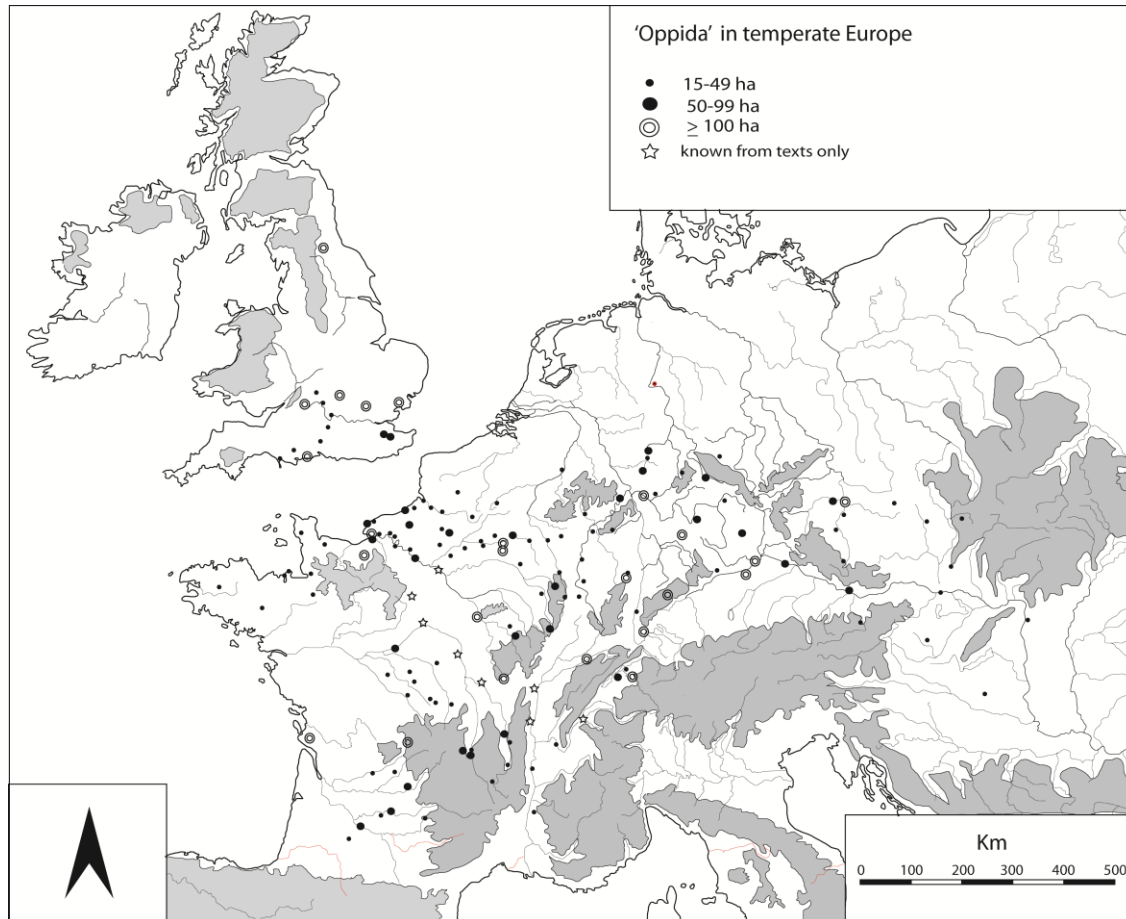 'Oppida' in temperate Europe
15-49 ha
50-99 ha
≥ 100 ha
known from texts only
Km
0 100 200 300 400 500